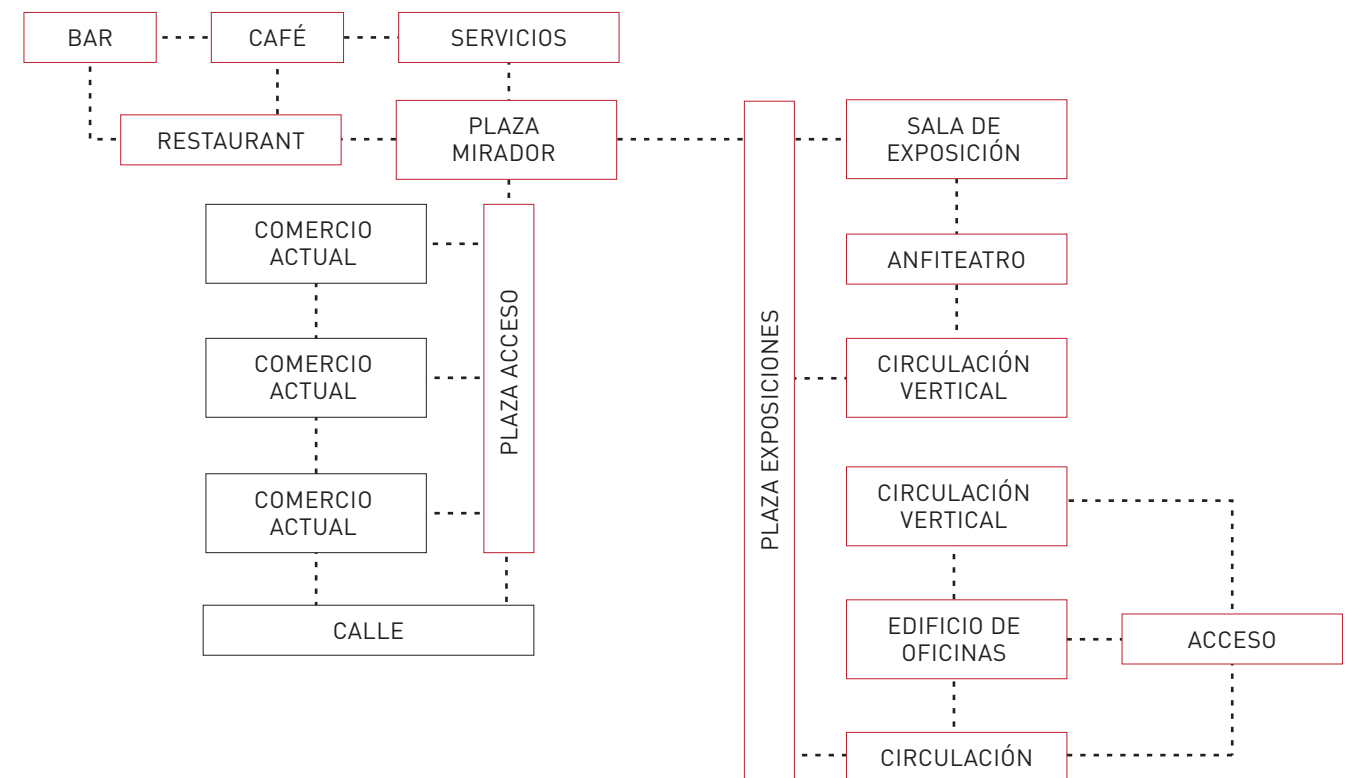 BAR
CAFÉ
SERVICIOS
RESTAURANT
PLAZA
MIRADOR
SALA DE
EXPOSICIÓN
COMERCIO
ACTUAL
ANFITEATRO
PLAZA ACCESO
PLAZA EXPOSICIONES
COMERCIO
ACTUAL
CIRCULACIÓN
VERTICAL
COMERCIO
ACTUAL
CIRCULACIÓN
VERTICAL
CALLE
EDIFICIO DE
OFICINAS
ACCESO
CIRCULACIÓN